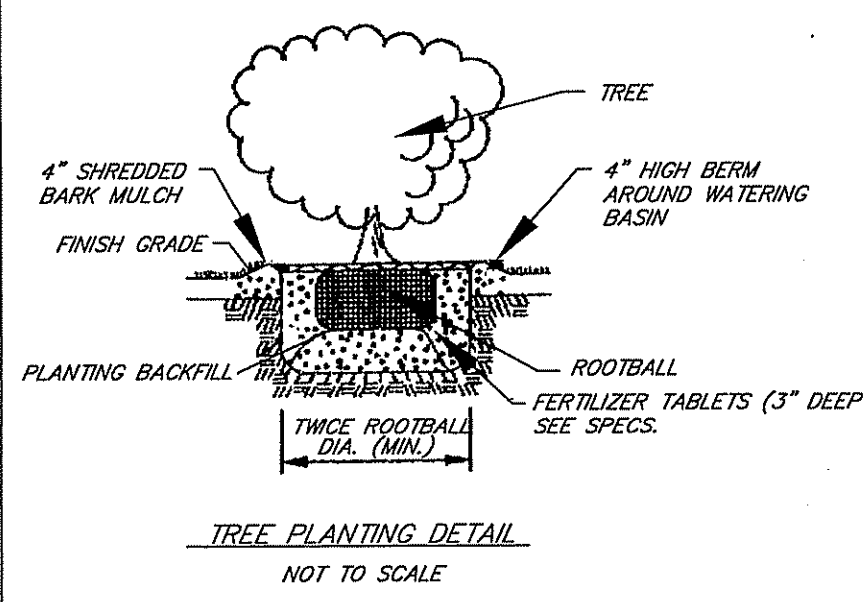 TREE
4" SHREDDED
BARK MULCH
4" HIGH BERM
AROUND WATERING
BASIN
FINISH GRADE
PLANTING BACKFILL
ROOTBALL
FERTILIZER TABLETS (3" DEEP
SEE SPECS.
TWICE ROOTBALL
DIA. (MIN.)
TREE PLANTING DETAIL
NOT TO SCALE